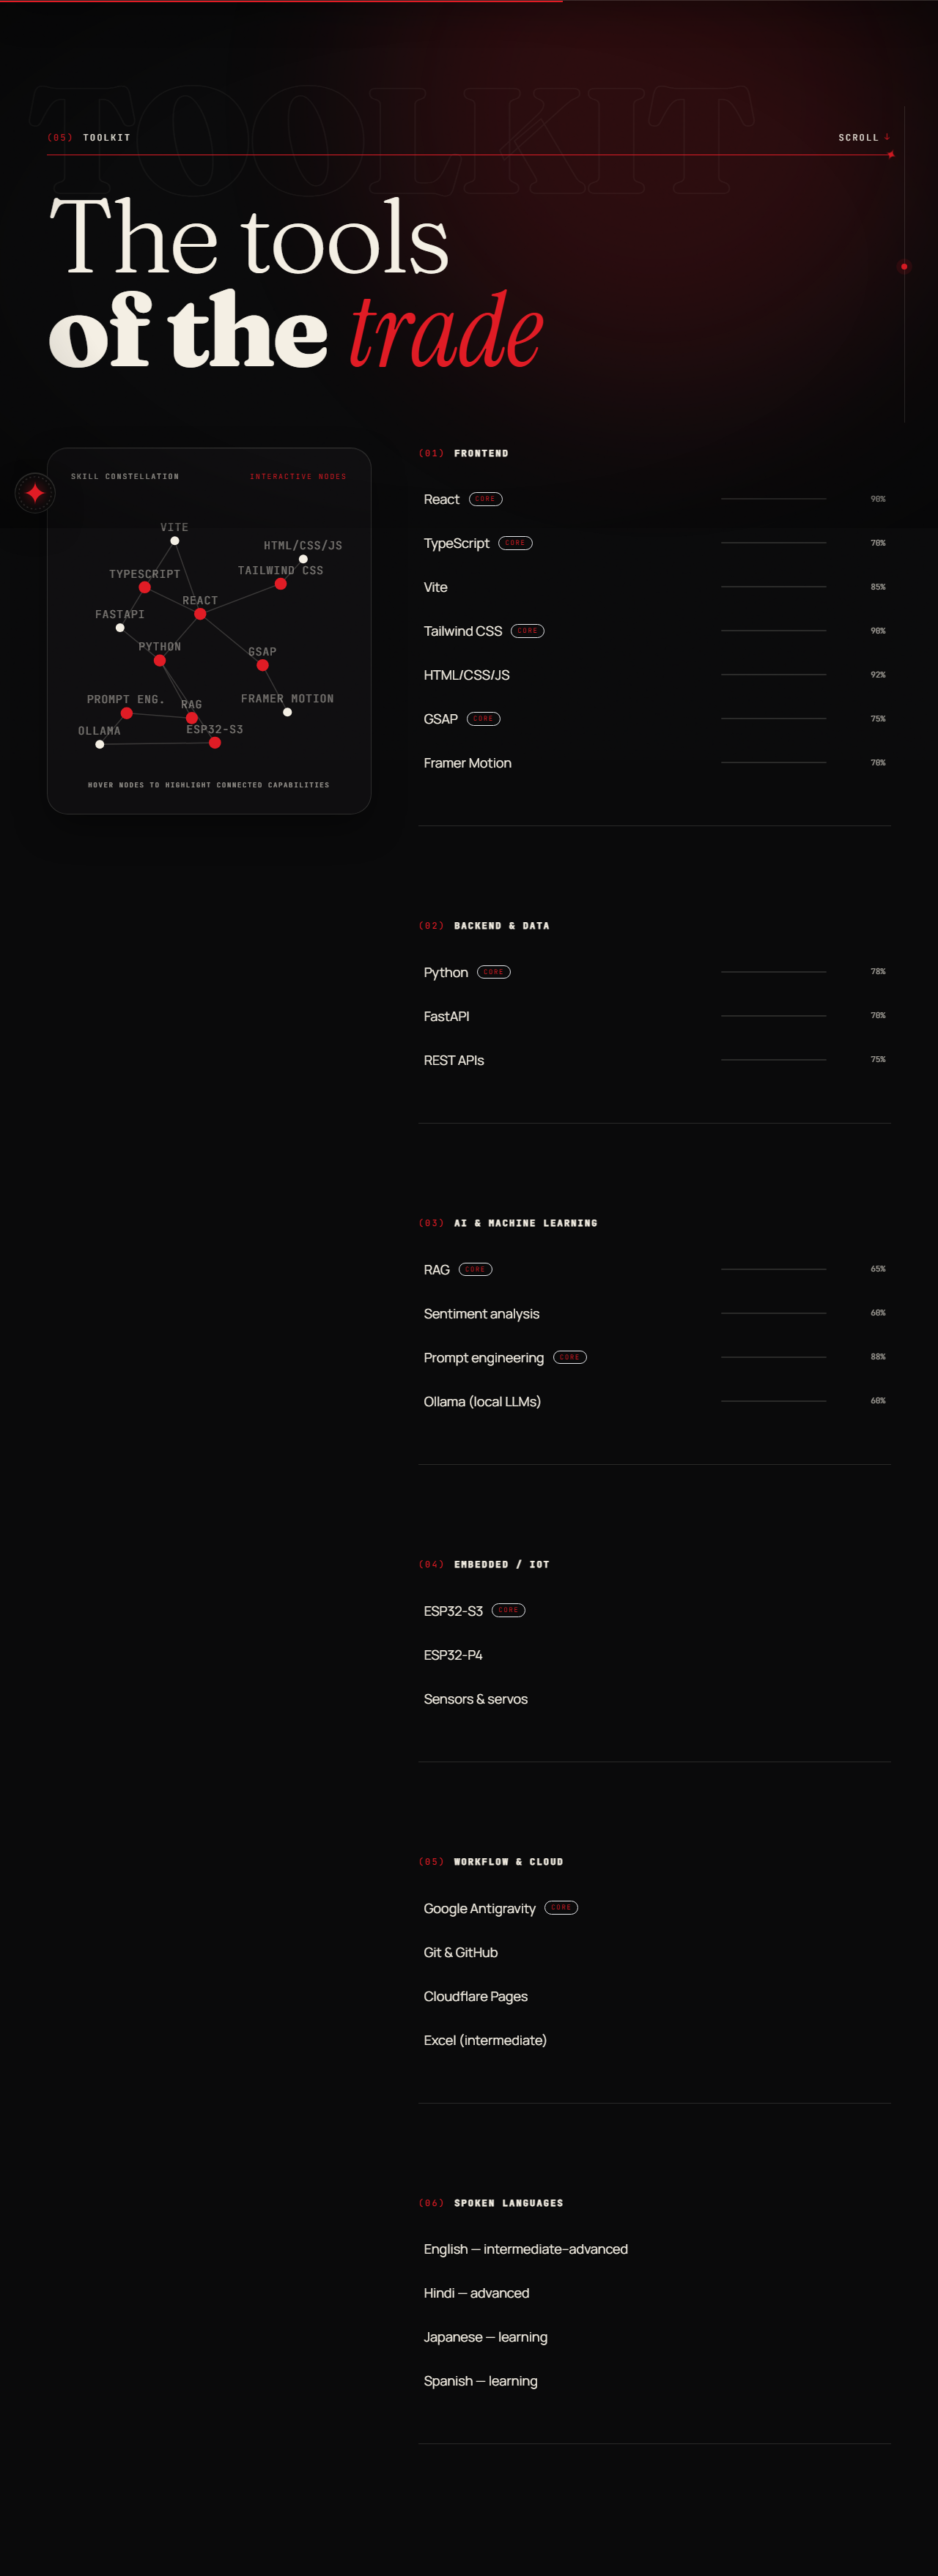 TOOLKIT
(05) TOOLKIT
SCROLL ↓
The tools
of the trade
SKILL CONSTELLATION
INTERACTIVE NODES
VITE
HTML/CSS/JS
TYPESCRIPT
TAILWIND CSS
REACT
FASTAPI
PYTHON
GSAP
PROMPT ENG.
RAG
FRAMER MOTION
OLLAMA
ESP32-S3
HOVER NODES TO HIGHLIGHT CONNECTED CAPABILITIES
(01) FRONTEND
React CORE 90%
TypeScript CORE 70%
Vite 85%
Tailwind CSS CORE 90%
HTML/CSS/JS 92%
GSAP CORE 75%
Framer Motion 70%
(02) BACKEND & DATA
Python CORE 78%
FastAPI 70%
REST APIs 75%
(03) AI & MACHINE LEARNING
RAG CORE 65%
Sentiment analysis 60%
Prompt engineering CORE 88%
Ollama (local LLMs) 60%
(04) EMBEDDED / IOT
ESP32-S3 CORE
ESP32-P4
Sensors & servos
(05) WORKFLOW & CLOUD
Google Antigravity CORE
Git & GitHub
Cloudflare Pages
Excel (intermediate)
(06) SPOKEN LANGUAGES
English — intermediate–advanced
Hindi — advanced
Japanese — learning
Spanish — learning